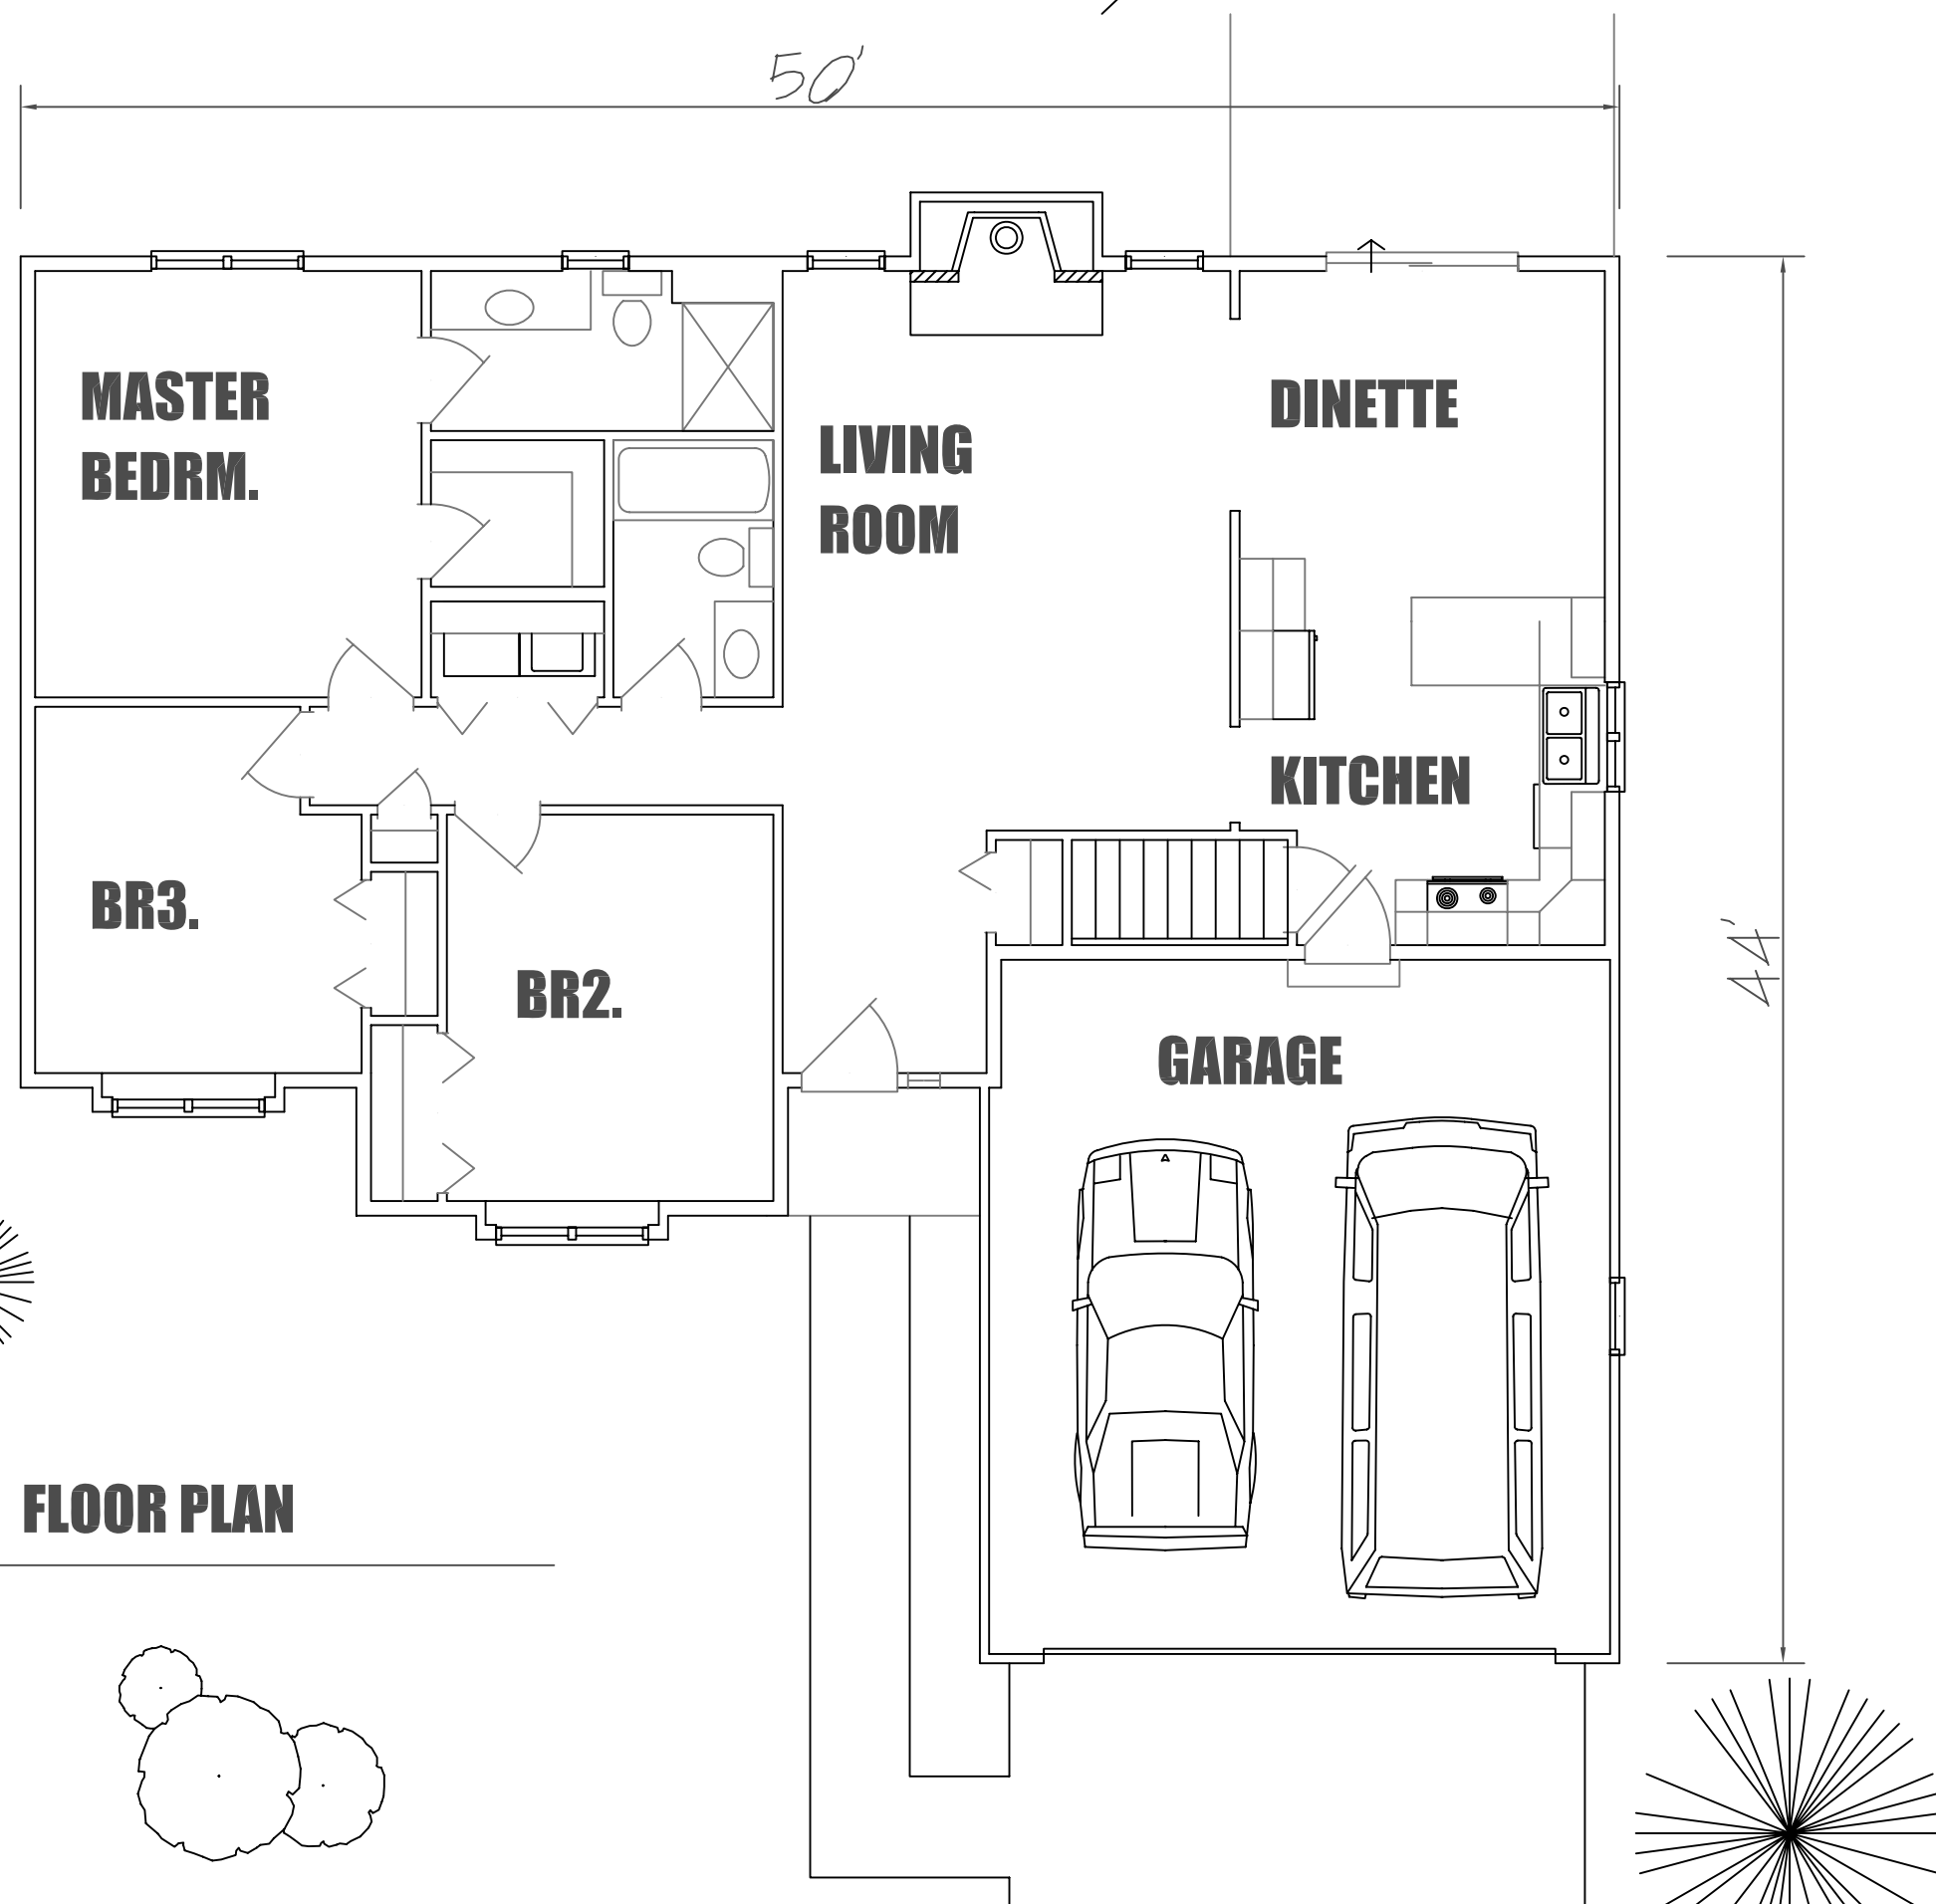 50'
MASTER
BEDRM.
LIVING
ROOM
DINETTE
KITCHEN
BR3.
BR2.
44'
GARAGE
FLOOR PLAN